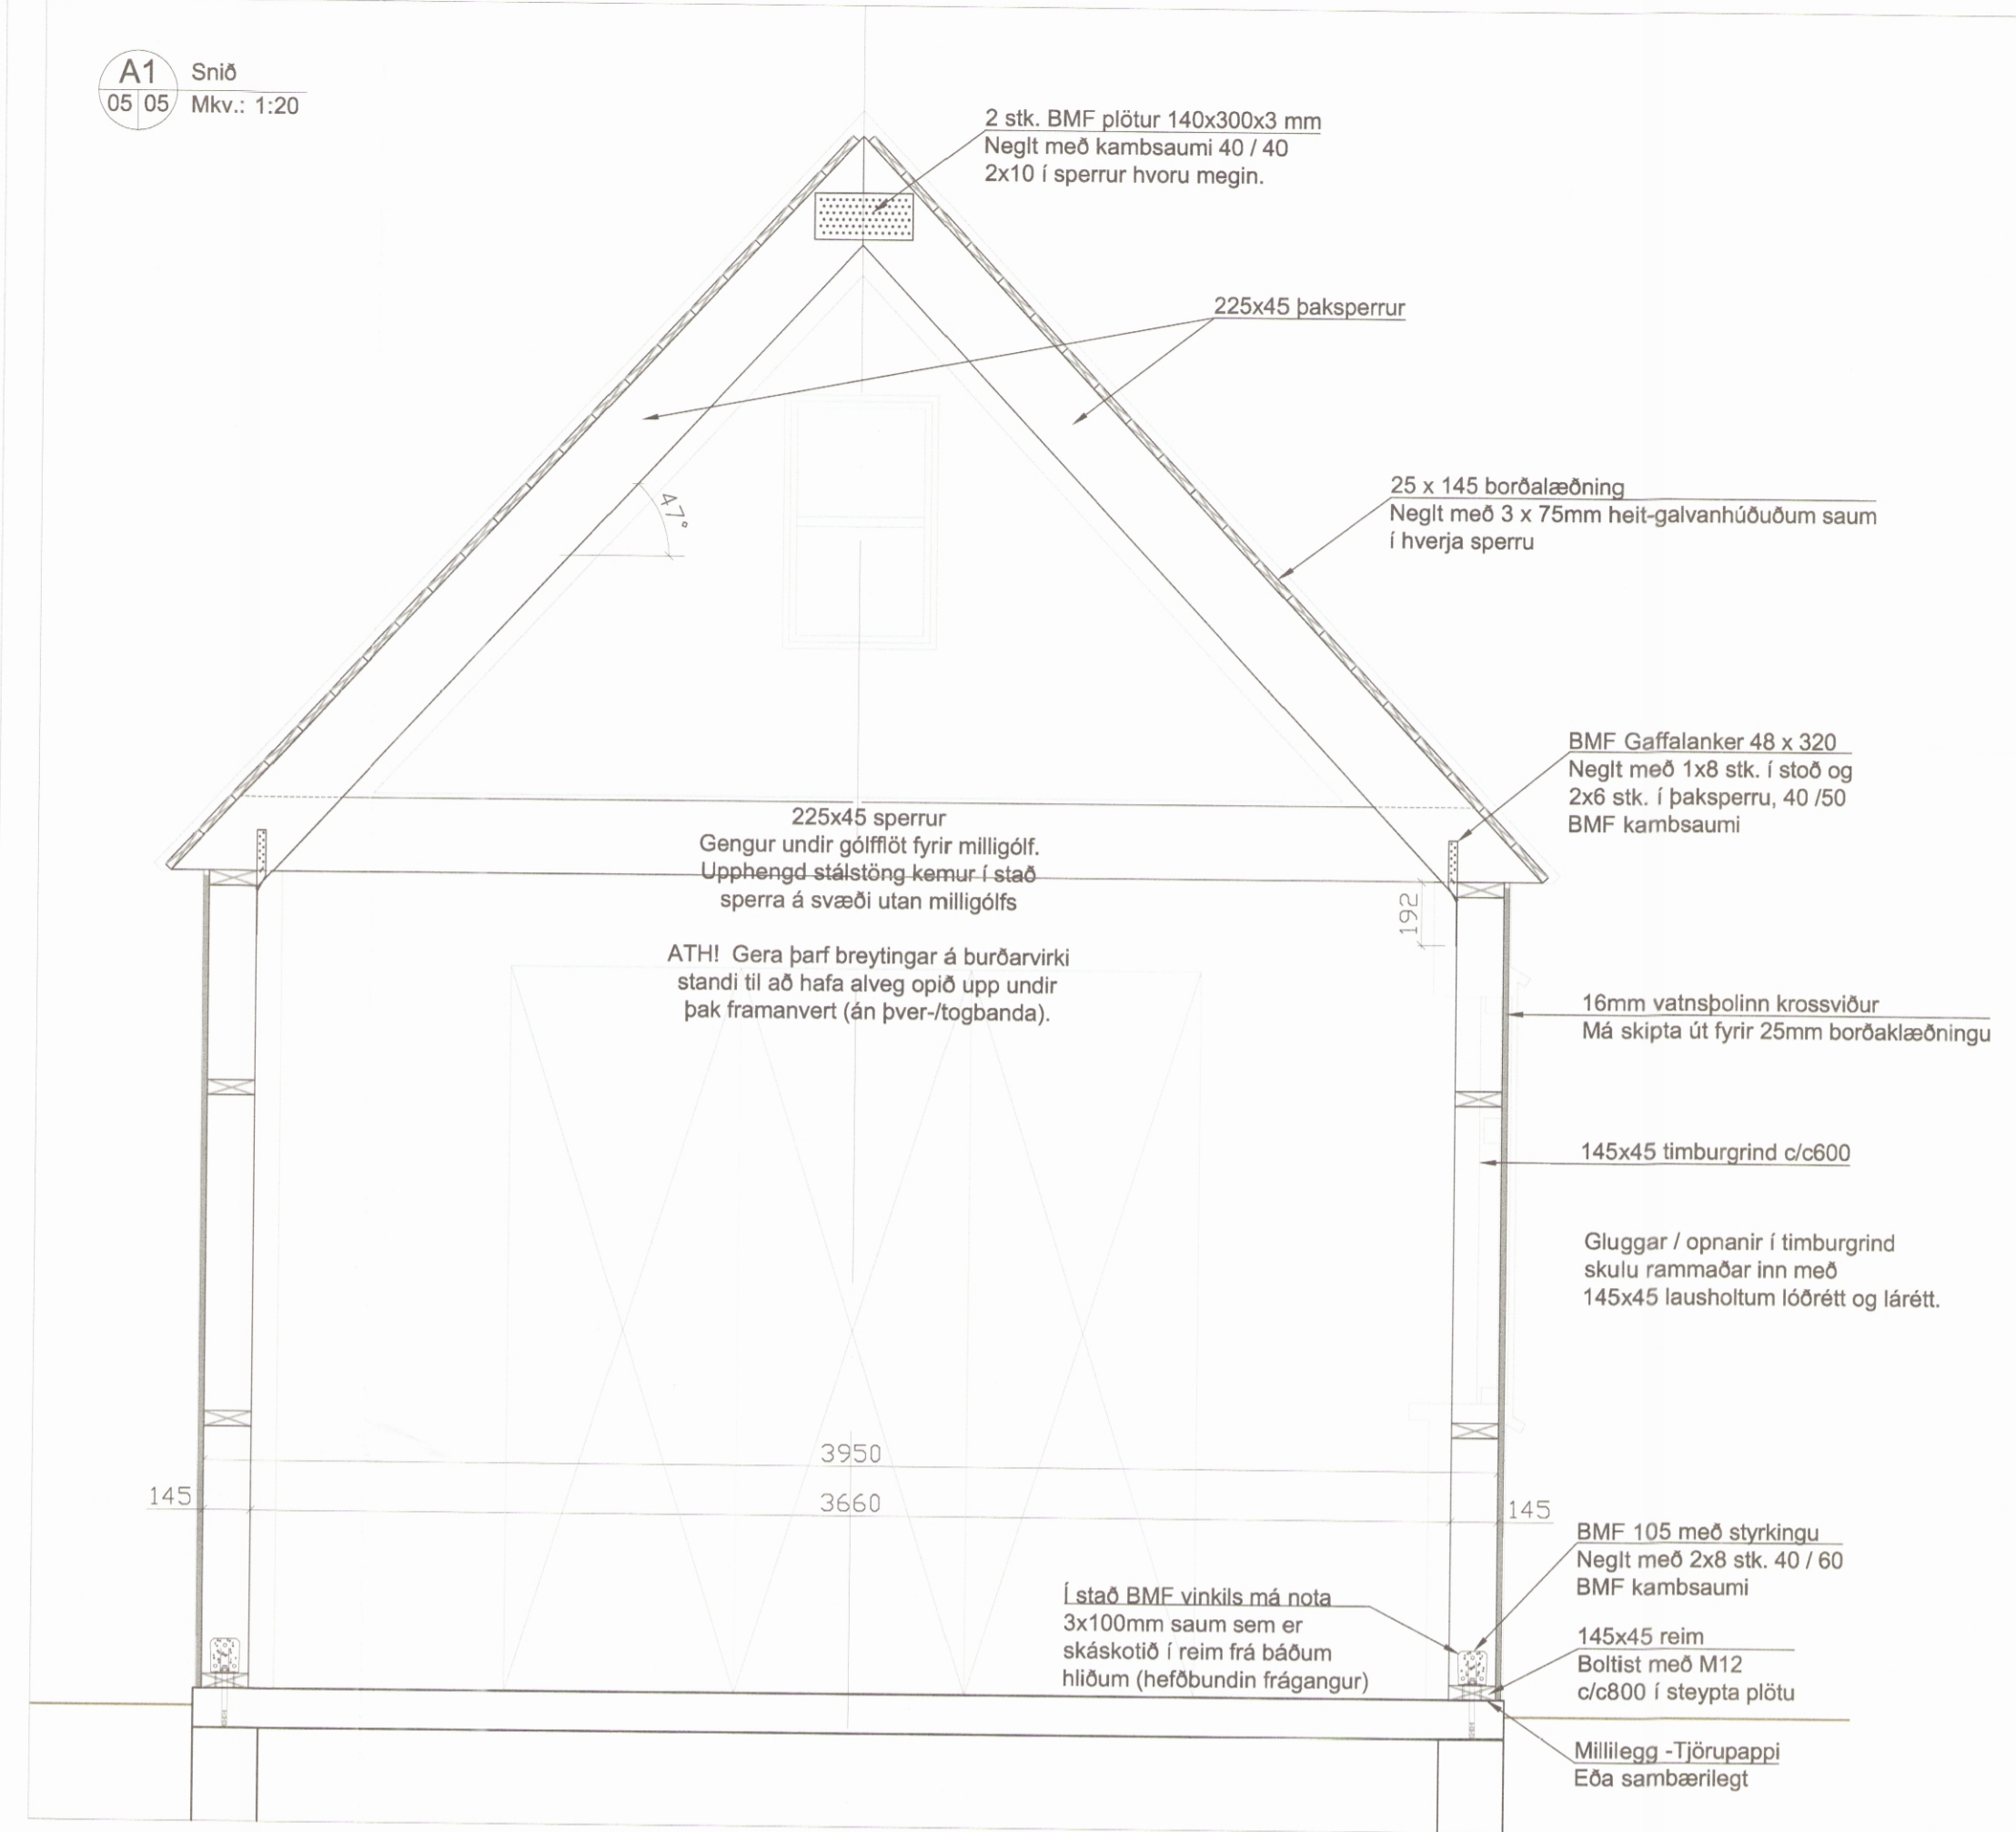 A1
05 05
Snið
Mkv.: 1:20
2 stk. BMF plötur 140x300x3 mm
Neglt með kambsaumi 40 / 40
2x10 í sperrur hvoru megin.
225x45 þaksperrur
47°
25 x 145 borðalæðning
Neglt með 3 x 75mm heit-galvanhúðuðum saum
í hverja sperru
BMF Gaffalanker 48 x 320
Neglt með 1x8 stk. í stoð og
2x6 stk. í þaksperru, 40 /50
BMF kambsaumi
225x45 sperrur
Gengur undir gólfflöt fyrir milligólf.
Upphengd stálstöng kemur í stað
sperra á svæði utan milligólfs
192
ATH! Gera þarf breytingar á burðarvirki
standi til að hafa alveg opið upp undir
þak framanvert (án þver-/togbanda).
16mm vatnsþolinn krossviður
Má skipta út fyrir 25mm borðaklæðningu
145x45 timburgrind c/c600
Gluggar / opnanir í timburgrind
skulu rammaðar inn með
145x45 lausholtum lóðrétt og lárétt.
3950
145
3660
145
BMF 105 með styrkingu
Neglt með 2x8 stk. 40 / 60
BMF kambsaumi
Í stað BMF vinkils má nota
3x100mm saum sem er
skáskotið í reim frá báðum
hliðum (hefðbundin frágangur)
145x45 reim
Boltist með M12
c/c800 í steypta plötu
Millilegg -Tjörupappi
Eða sambærilegt